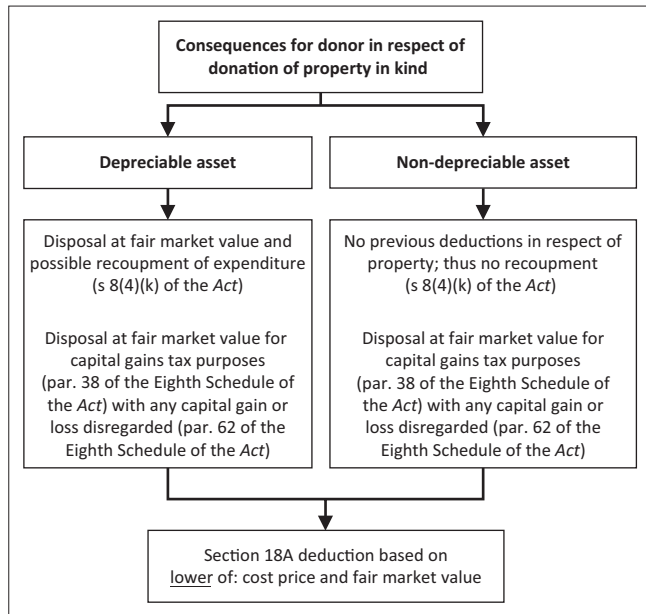 Consequences for donor in respect of
donation of property in kind
Depreciable asset
Non-depreciable asset
Disposal at fair market value and
possible recoupment of expenditure
(s 8(4)(k) of the Act)
Disposal at fair market value for
capital gains tax purposes
(par. 38 of the Eighth Schedule of
the Act) with any capital gain or
loss disregarded (par. 62 of the
Eighth Schedule of the Act)
No previous deductions in respect of
property; thus no recoupment
(s 8(4)(k) of the Act)
Disposal at fair market value for
capital gains tax purposes
(par. 38 of the Eighth Schedule of
the Act) with any capital gain or
loss disregarded (par. 62 of the
Eighth Schedule of the Act)
Section 18A deduction based on
lower of: cost price and fair market value